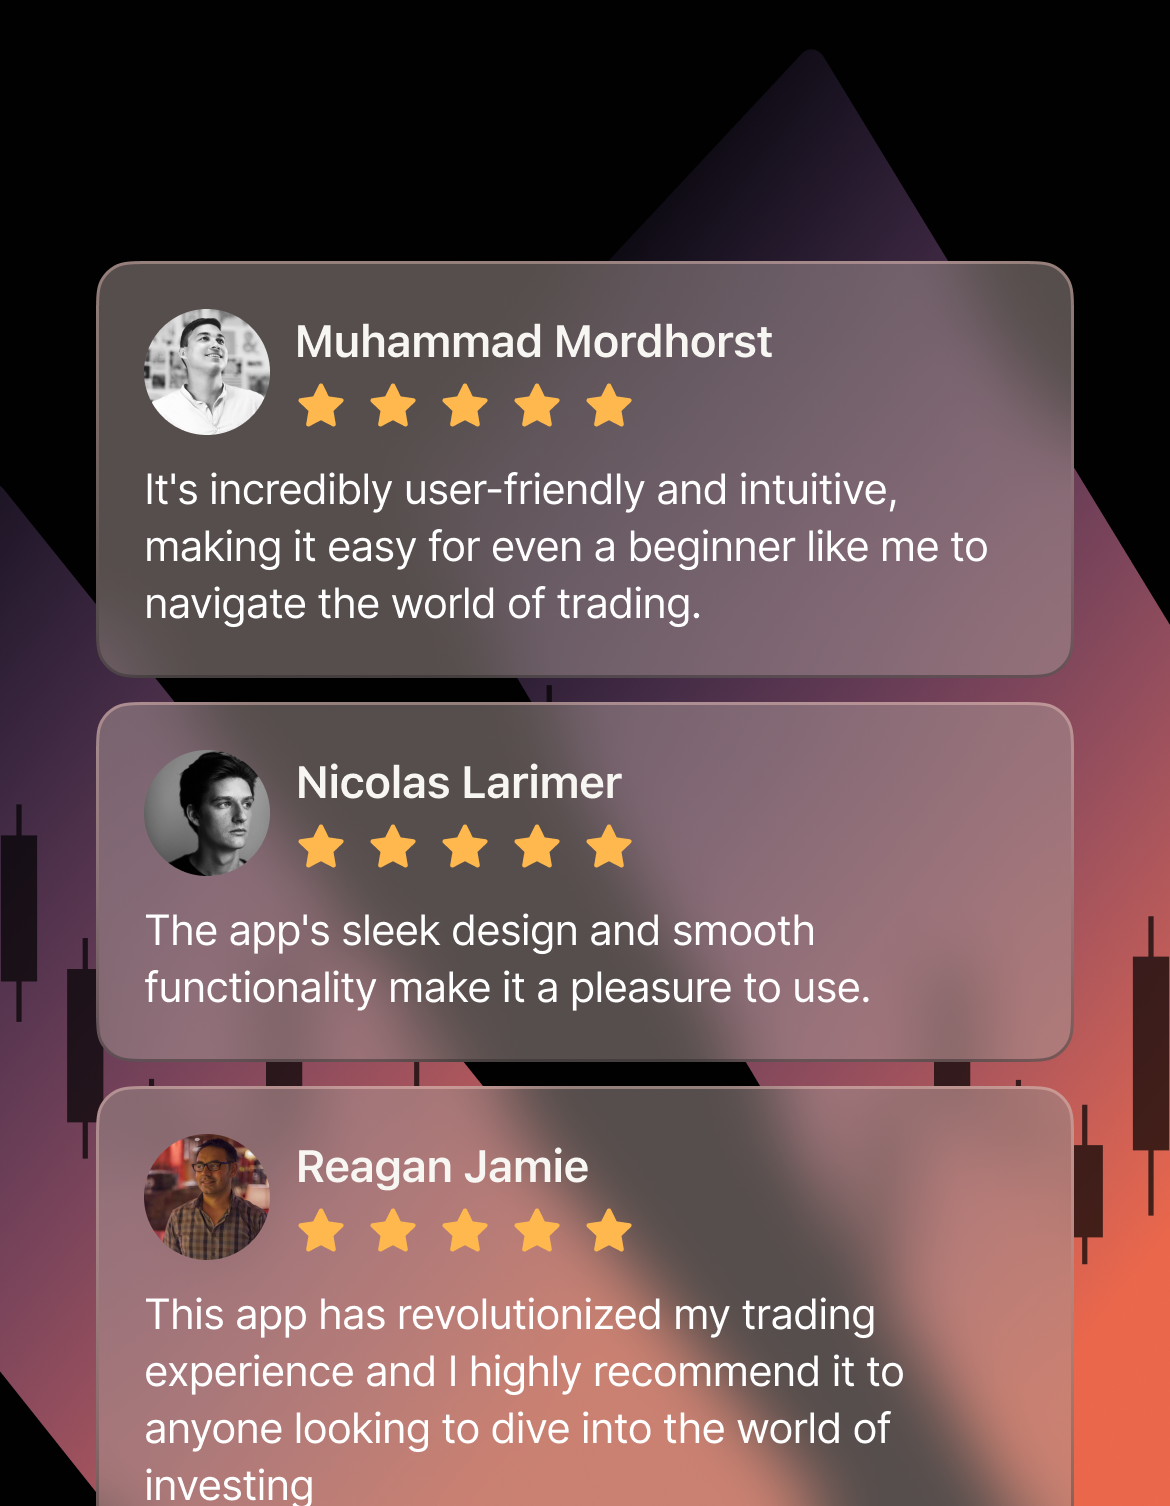 Muhammad Mordhorst
It's incredibly user-friendly and intuitive,
making it easy for even a beginner like me to
navigate the world of trading.
Nicolas Larimer
The app's sleek design and smooth
functionality make it a pleasure to use.
Reagan Jamie
This app has revolutionized my trading
experience and I highly recommend it to
anyone looking to dive into the world of
investing